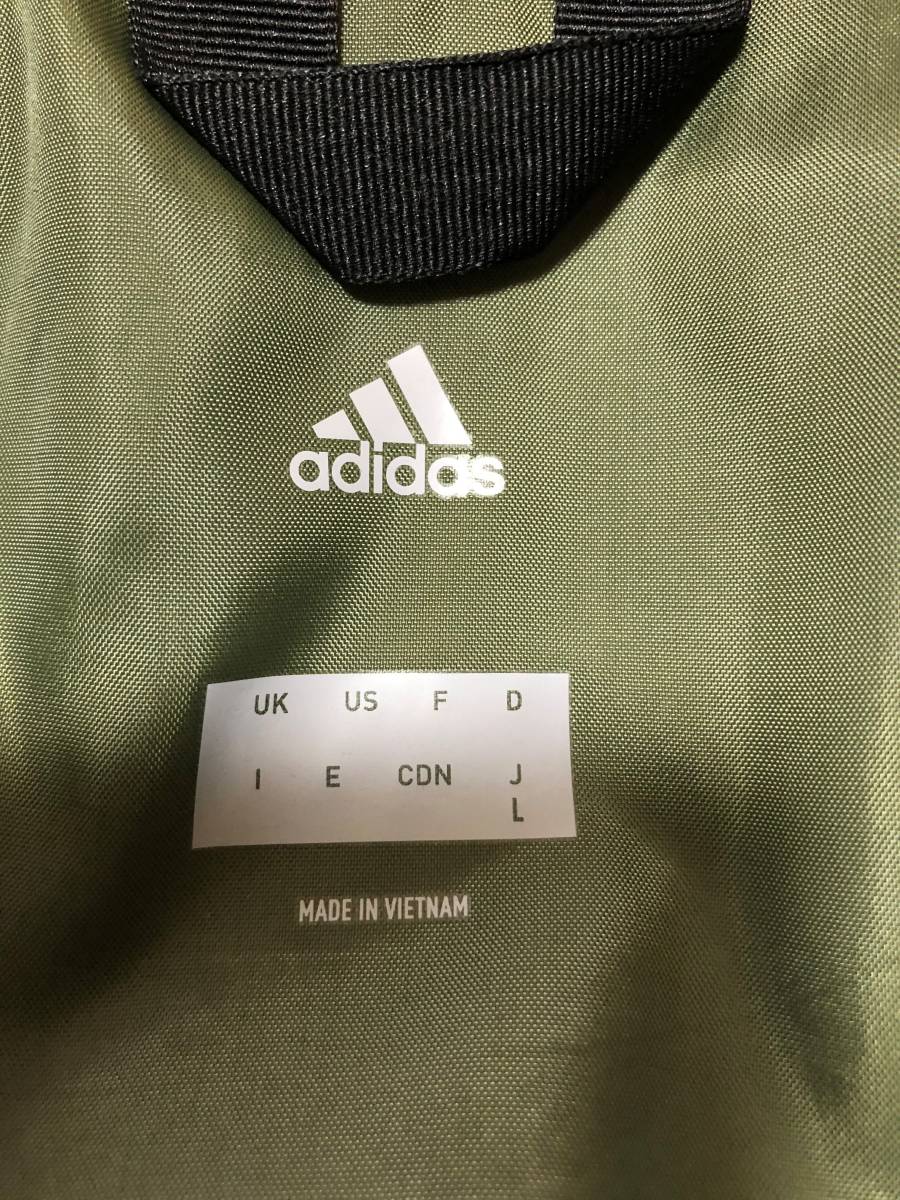 adidas
UK US F D
I E CDN J
L
MADE IN VIETNAM